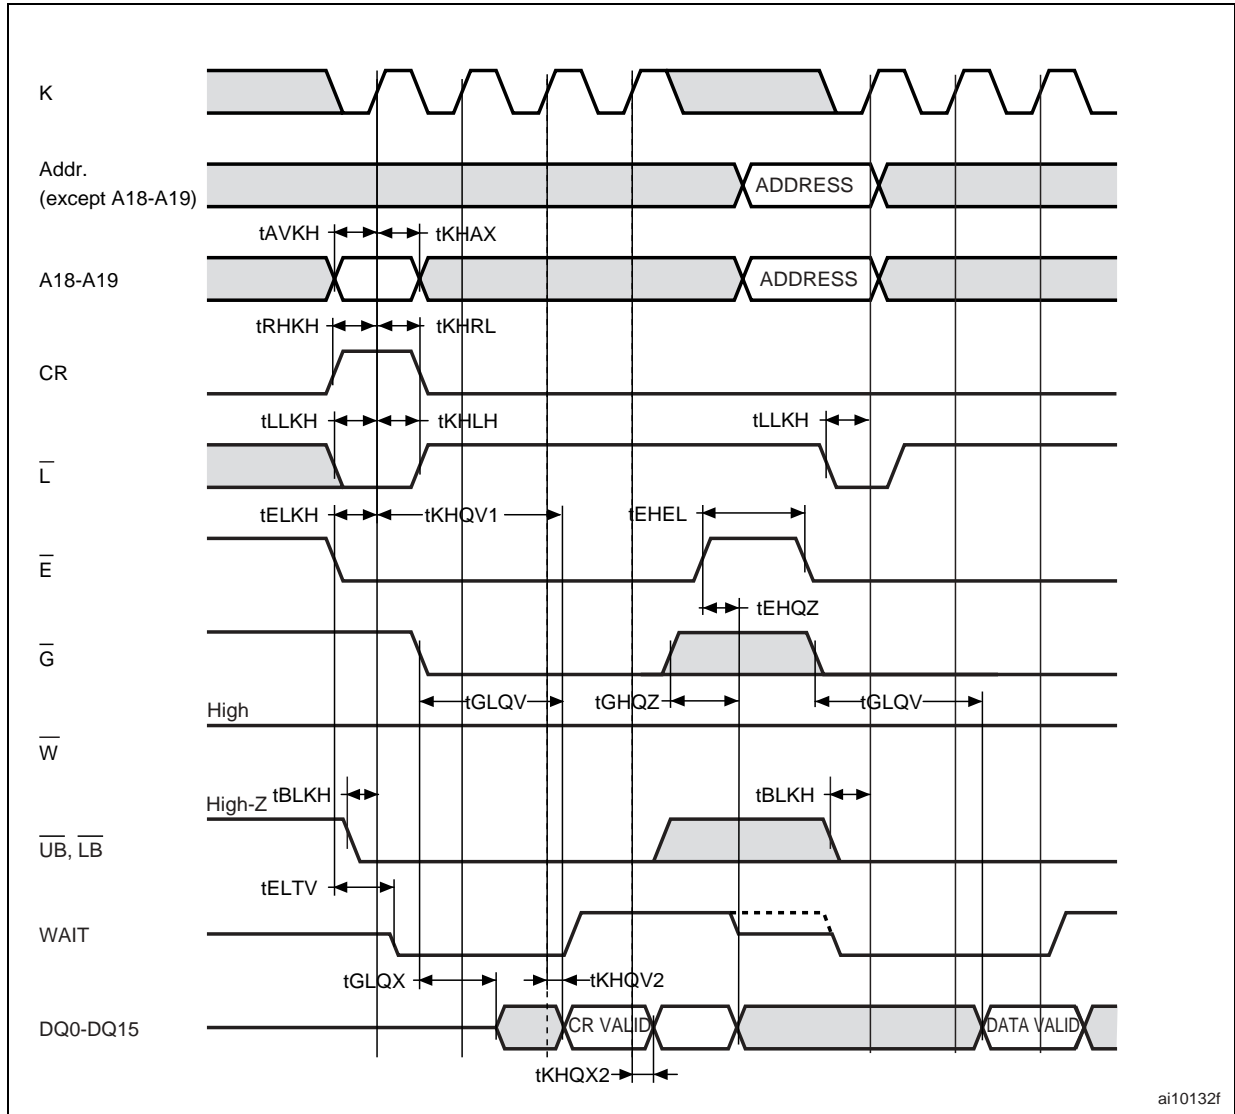 K
Addr.
(except A18-A19)
ADDRESS
tAVKH
tKHAX
A18-A19
ADDRESS
tRHKH
tKHRL
CR
tLLKH
tKHLH
tLLKH
L
tELKH
tKHQV1
tEHEL
E
tEHQZ
G
tGLQV
tGHQZ
tGLQV
High
W
tBLKH
tBLKH
High-Z
UB, LB
tELTV
WAIT
tGLQX
tKHQV2
DQ0-DQ15
CR VALID
DATA VALID
tKHQX2
ai10132f